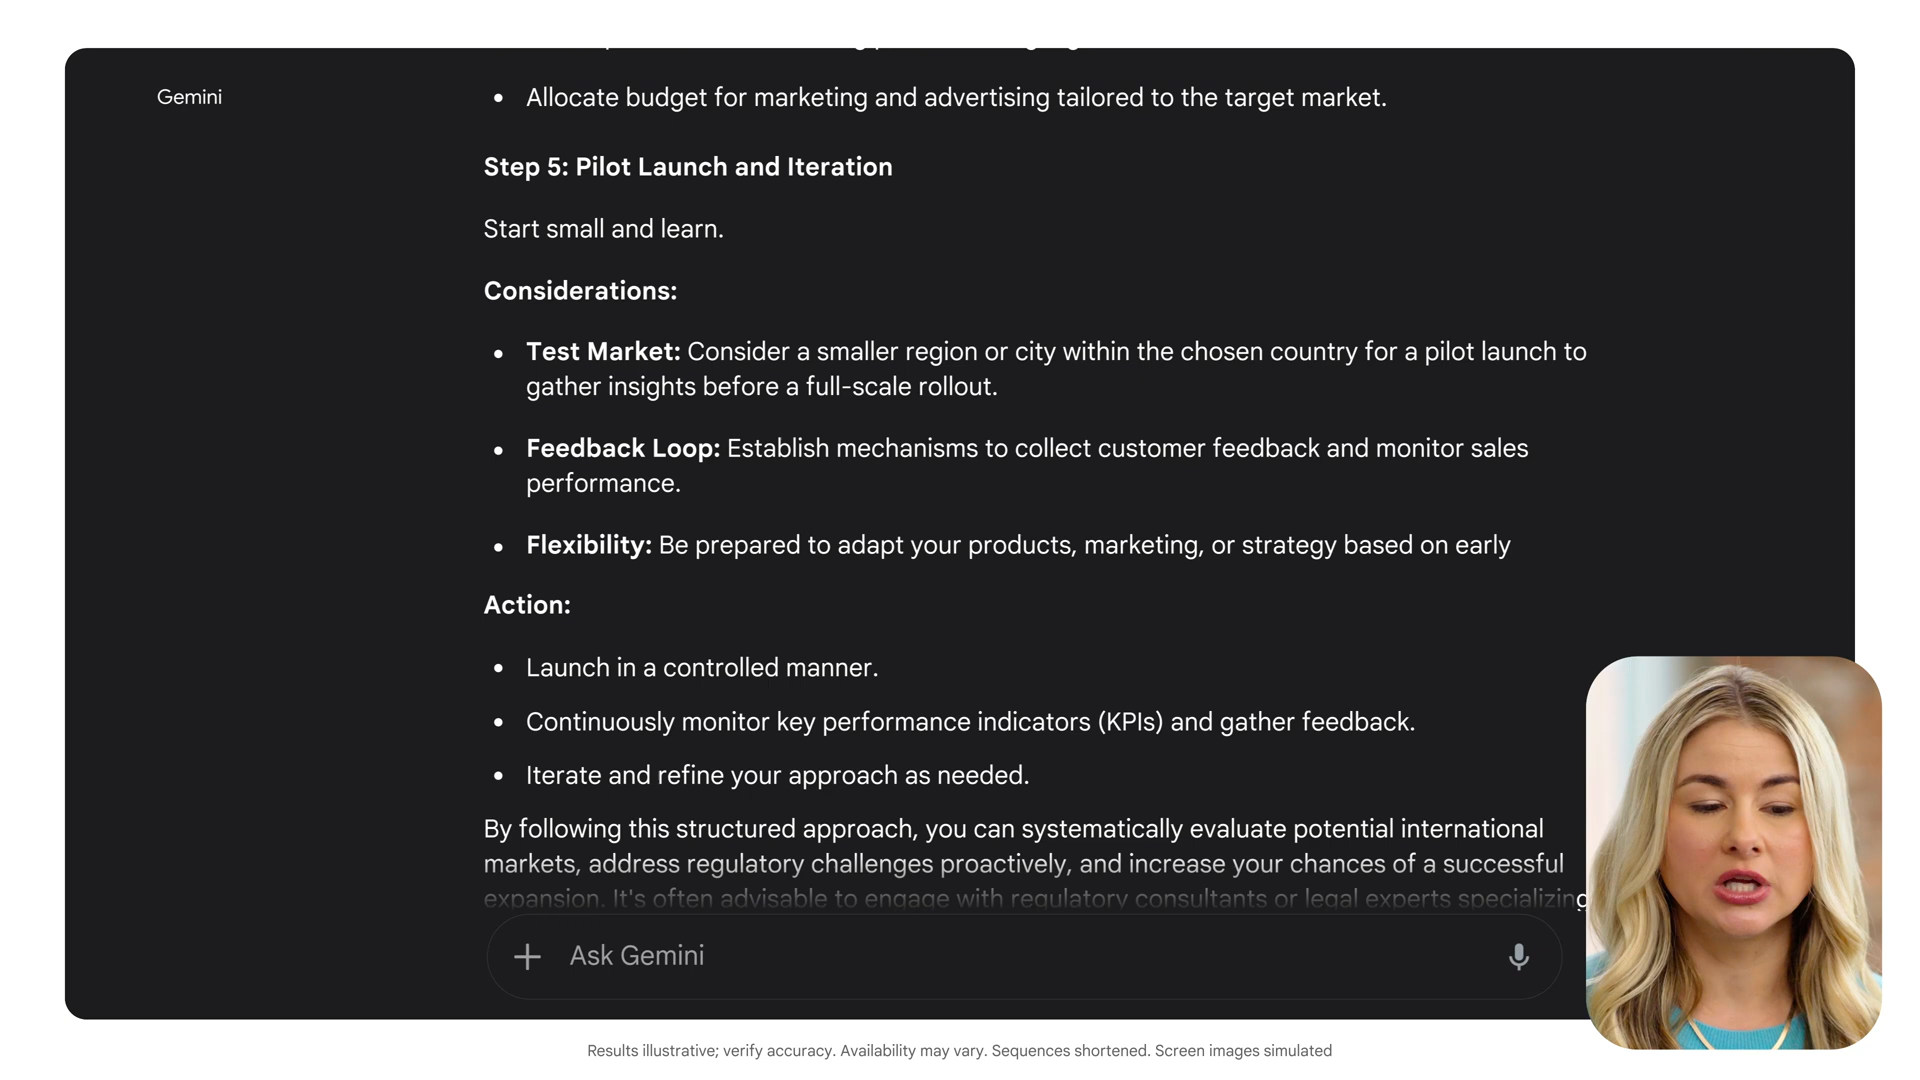 Gemini
• Allocate budget for marketing and advertising tailored to the target market.
Step 5: Pilot Launch and Iteration
Start small and learn.
Considerations:
• Test Market: Consider a smaller region or city within the chosen country for a pilot launch to
gather insights before a full-scale rollout.
• Feedback Loop: Establish mechanisms to collect customer feedback and monitor sales
performance.
• Flexibility: Be prepared to adapt your products, marketing, or strategy based on early
Action:
• Launch in a controlled manner.
• Continuously monitor key performance indicators (KPIs) and gather feedback.
• Iterate and refine your approach as needed.
By following this structured approach, you can systematically evaluate potential international
markets, address regulatory challenges proactively, and increase your chances of a successful
expansion. It's often advisable to engage with regulatory consultants or legal experts specializing
Ask Gemini
Results illustrative; verify accuracy. Availability may vary. Sequences shortened. Screen images simulated